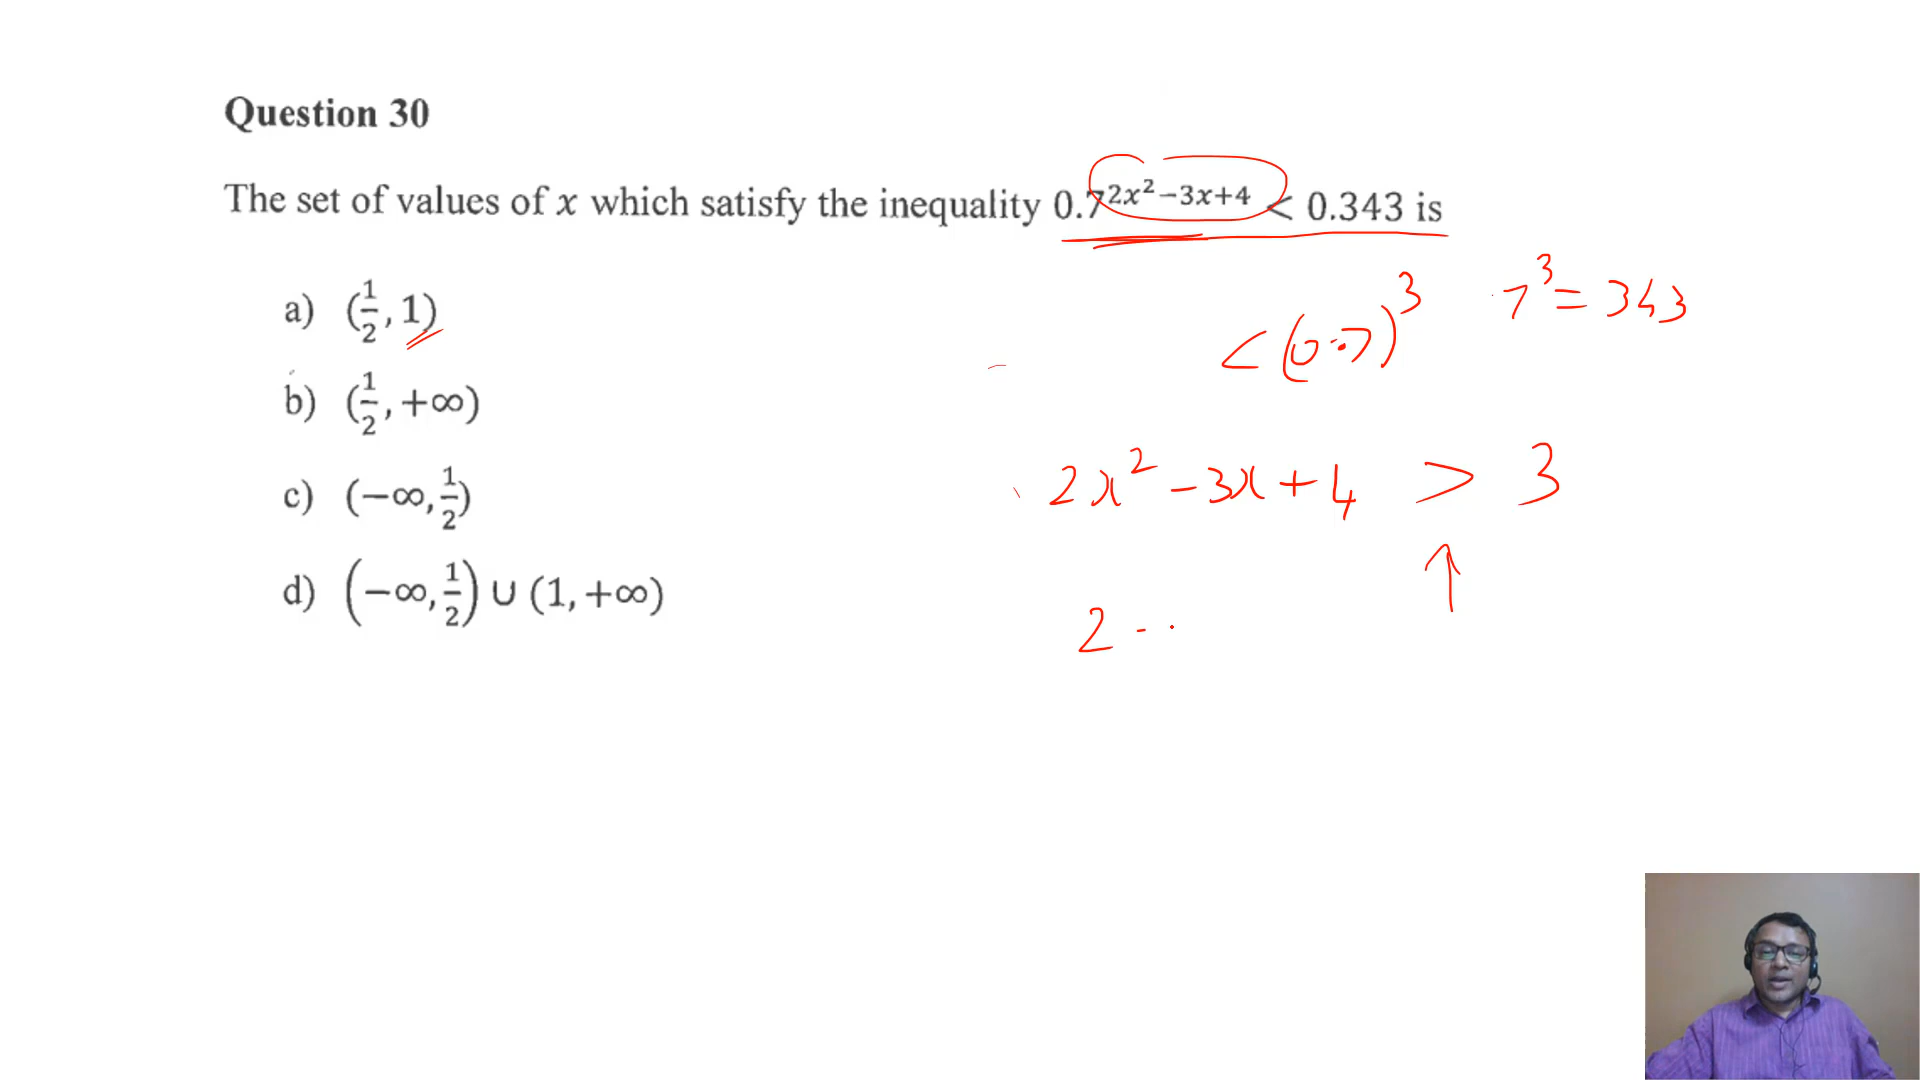 Question 30
The set of values of x which satisfy the inequality 0.7^{2x²−3x+4} < 0.343 is
a) (1/2, 1)
b) (1/2, +∞)
c) (−∞, 1/2)
d) (−∞, 1/2) ∪ (1, +∞)
7³ = 343
< (0.7)³
2x² − 3x + 4 > 3
2 -